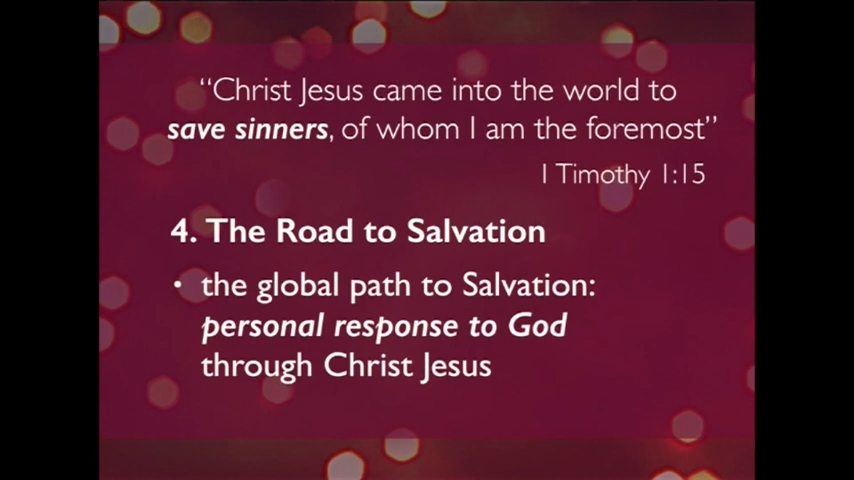 “Christ Jesus came into the world to
save sinners, of whom I am the foremost”
1 Timothy 1:15
4. The Road to Salvation
• the global path to Salvation:
personal response to God
through Christ Jesus